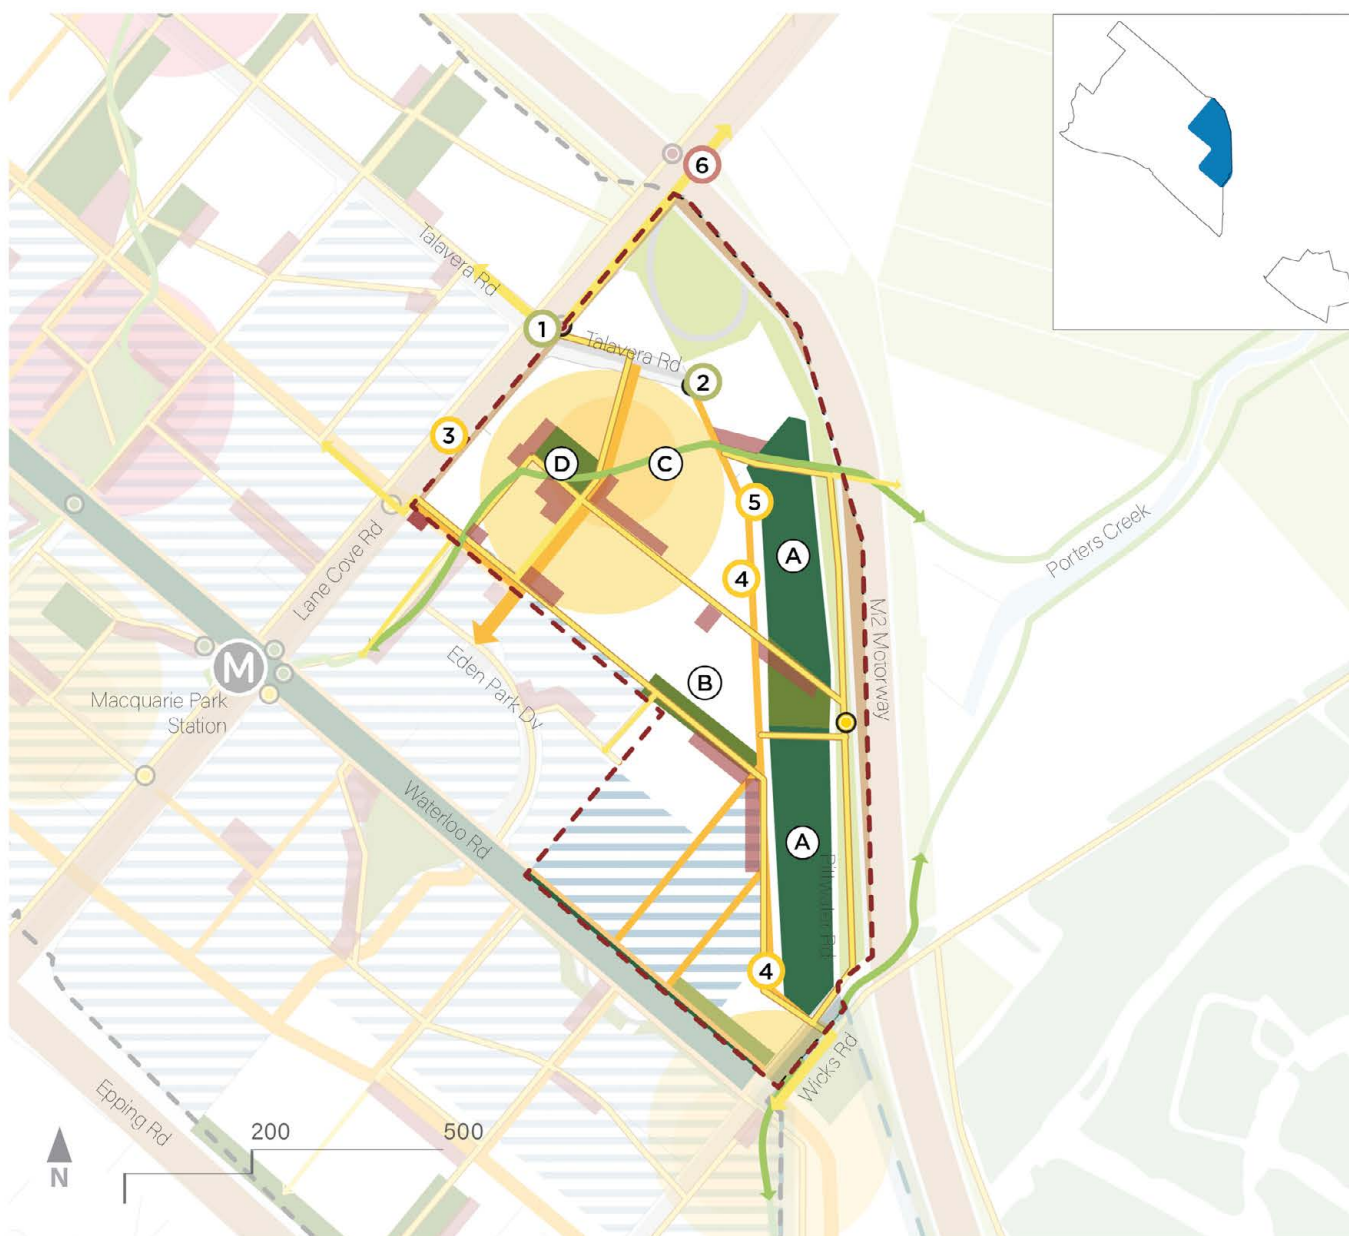 6
Talavera Rd
1
Talavera Rd
2
3
D
C
5
Lane Cove Rd
A
4
Porters Creek
M
Macquarie Park
Station
Eden Park Dv
B
M2 Motorway
Waterloo Rd
A
Pittwater Rd
4
Wicks Rd
Epping Rd
200
500
N